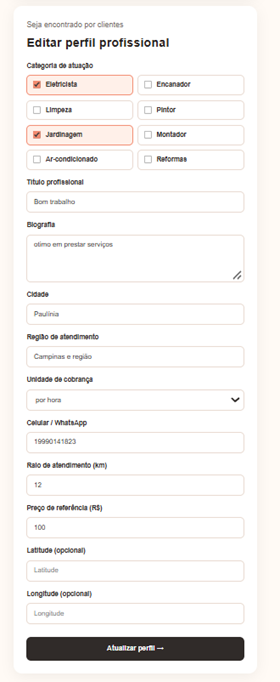 Seja encontrado por clientes
Editar perfil profissional
Categoria de atuação
Eletricista
Encanador
Limpeza
Pintor
Jardinagem
Montador
Ar-condicionado
Reformas
Título profissional
Bom trabalho
Biografia
otimo em prestar serviços
Cidade
Paulínia
Região de atendimento
Campinas e região
Unidade de cobrança
por hora
Celular / WhatsApp
19990141823
Raio de atendimento (km)
12
Preço de referência (R$)
100
Latitude (opcional)
Latitude
Longitude (opcional)
Longitude
Atualizar perfil →